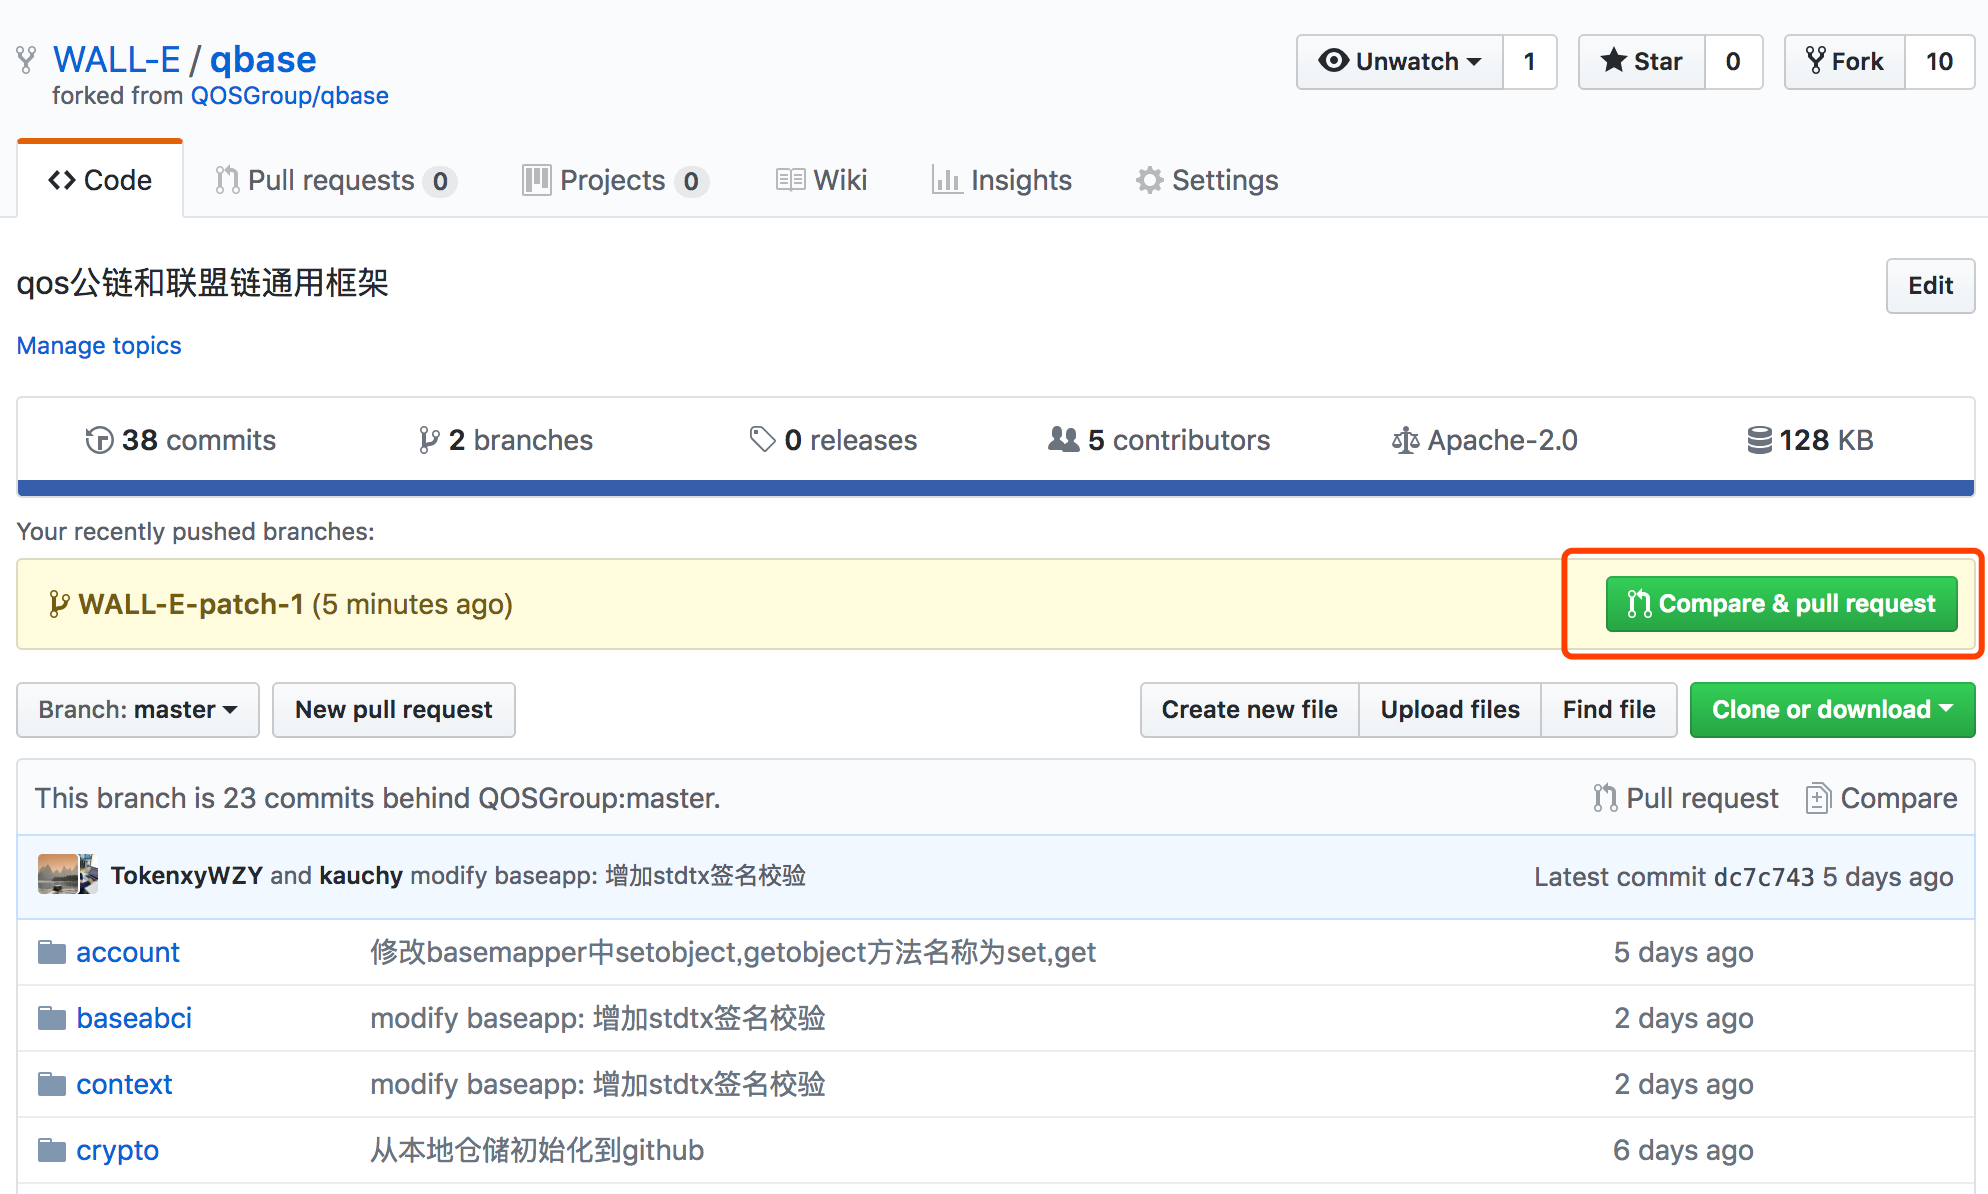 WALL-E / qbase
Unwatch 1
Star 0
Fork 10
forked from QOSGroup/qbase
Code
Pull requests 0
Projects 0
Wiki
Insights
Settings
qos公链和联盟链通用框架
Edit
Manage topics
38 commits
2 branches
0 releases
5 contributors
Apache-2.0
128 KB
Your recently pushed branches:
WALL-E-patch-1 (5 minutes ago)
Compare & pull request
Branch: master
New pull request
Create new file
Upload files
Find file
Clone or download
This branch is 23 commits behind QOSGroup:master.
Pull request
Compare
TokenxyWZY and kauchy modify baseapp: 增加stdtx签名校验
Latest commit dc7c743 5 days ago
account
修改basemapper中setobject,getobject方法名称为set,get
5 days ago
baseabci
modify baseapp: 增加stdtx签名校验
2 days ago
context
modify baseapp: 增加stdtx签名校验
2 days ago
crypto
从本地仓储初始化到github
6 days ago